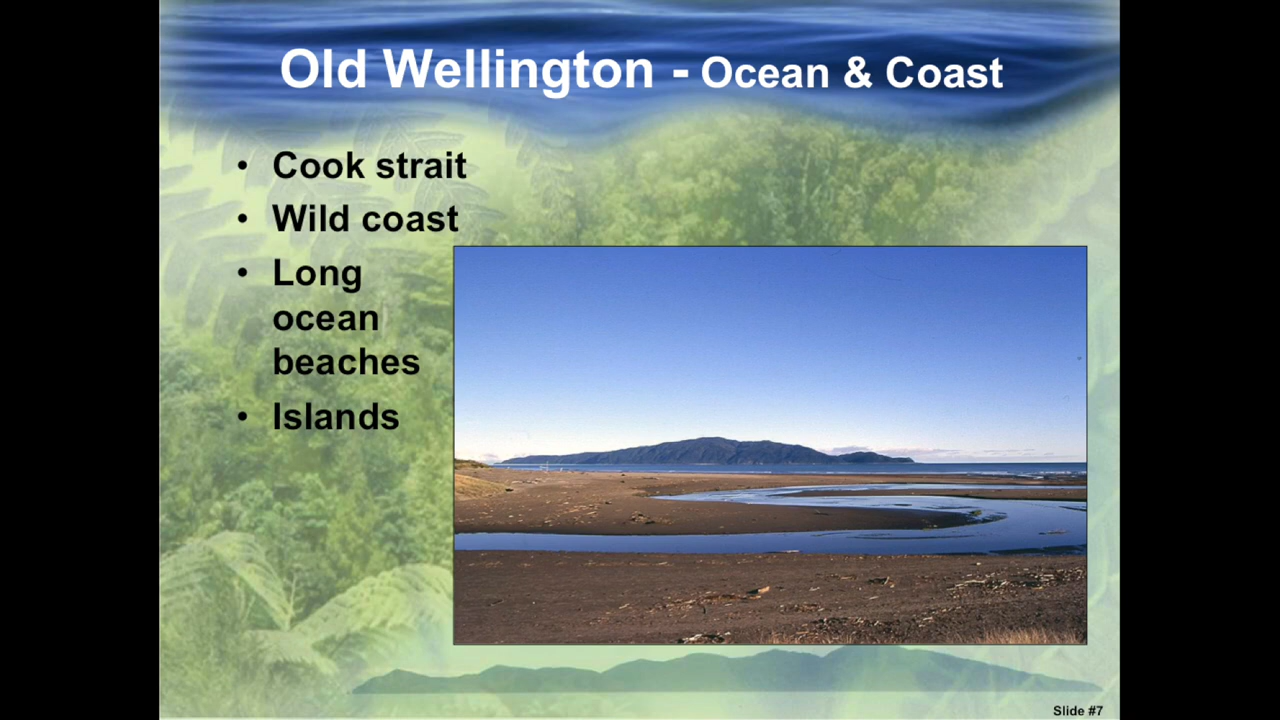 Old Wellington - Ocean & Coast
• Cook strait
• Wild coast
• Long
ocean
beaches
• Islands
Slide #7